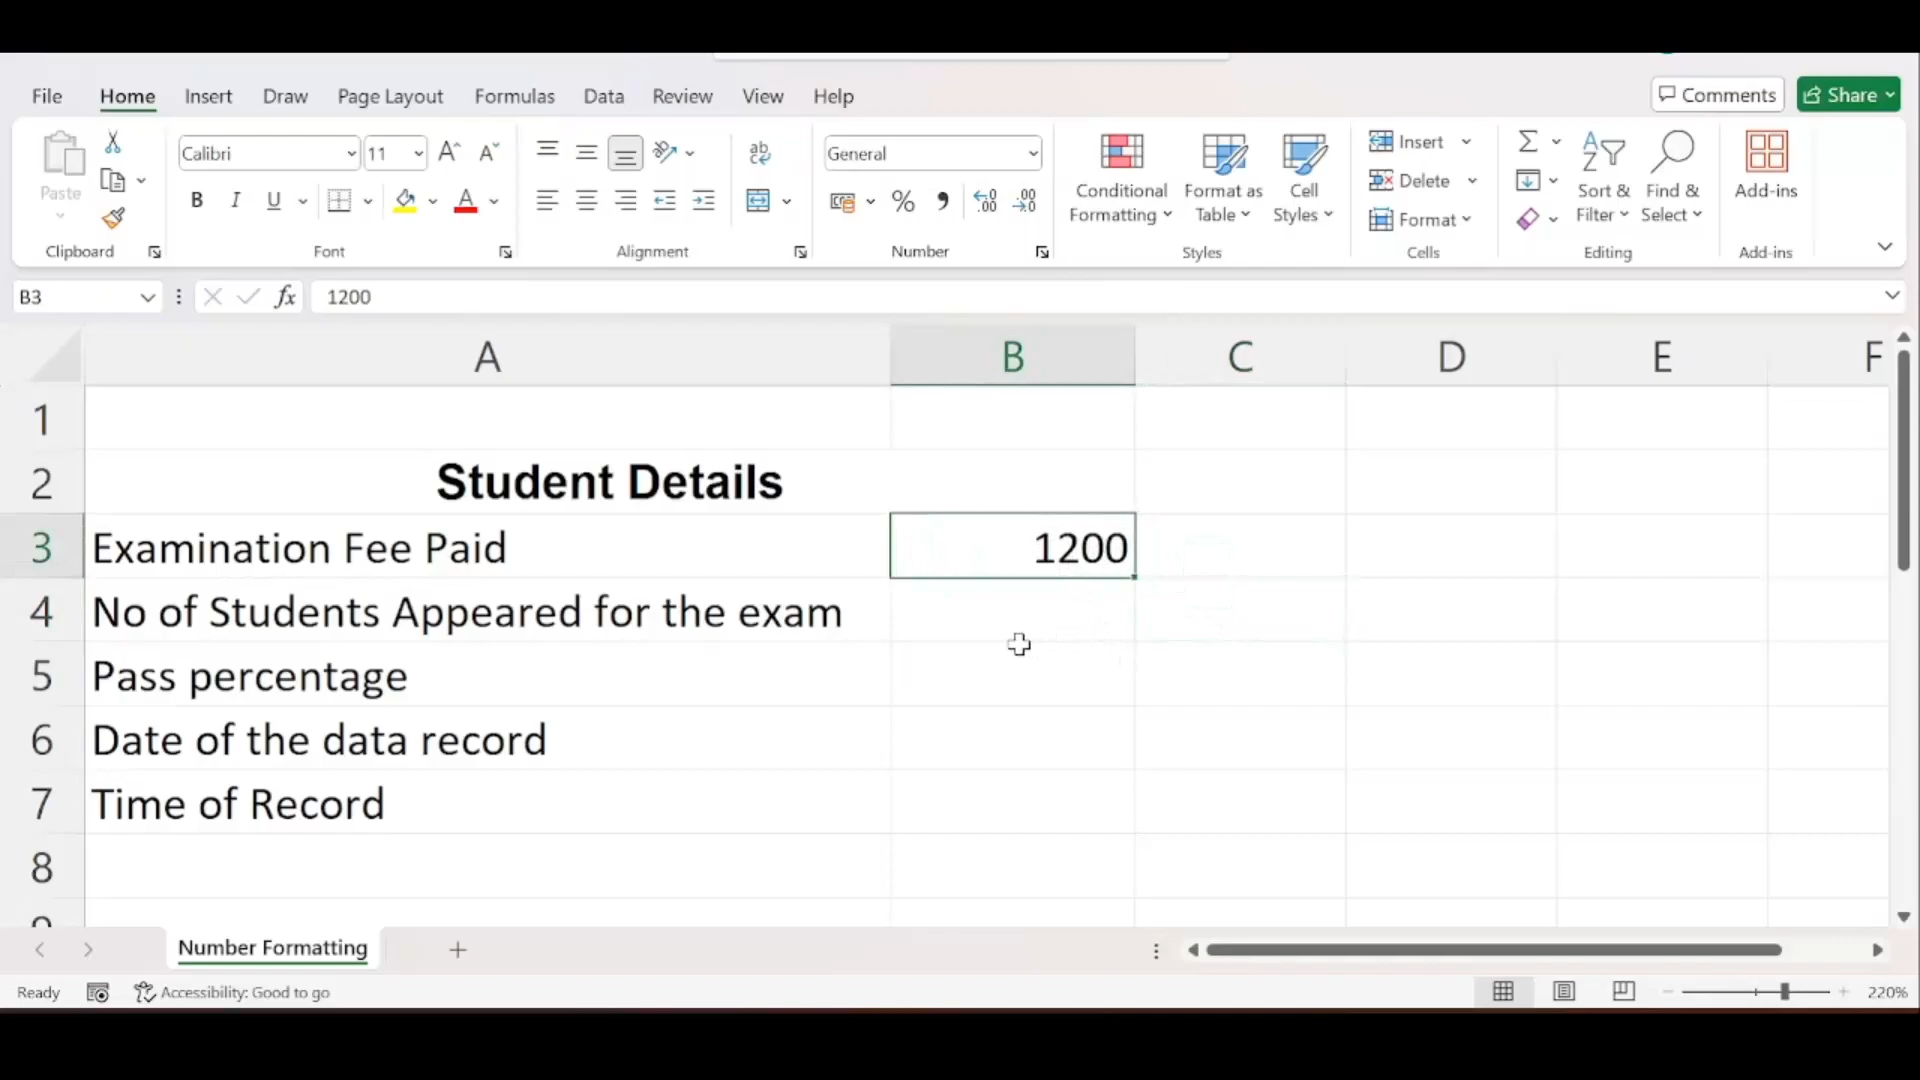 File Home Insert Draw Page Layout Formulas Data Review View Help Comments Share
Paste
Clipboard
Calibri 11
B I U
Font
Alignment
General
Number
Conditional Formatting
Format as Table
Cell Styles
Styles
Insert
Delete
Format
Cells
Sort & Filter
Find & Select
Editing
Add-ins
Add-ins
B3 fx 1200
A B C D E F
1
2 Student Details
3 Examination Fee Paid 1200
4 No of Students Appeared for the exam
5 Pass percentage
6 Date of the data record
7 Time of Record
8
Number Formatting
Ready Accessibility: Good to go 220%